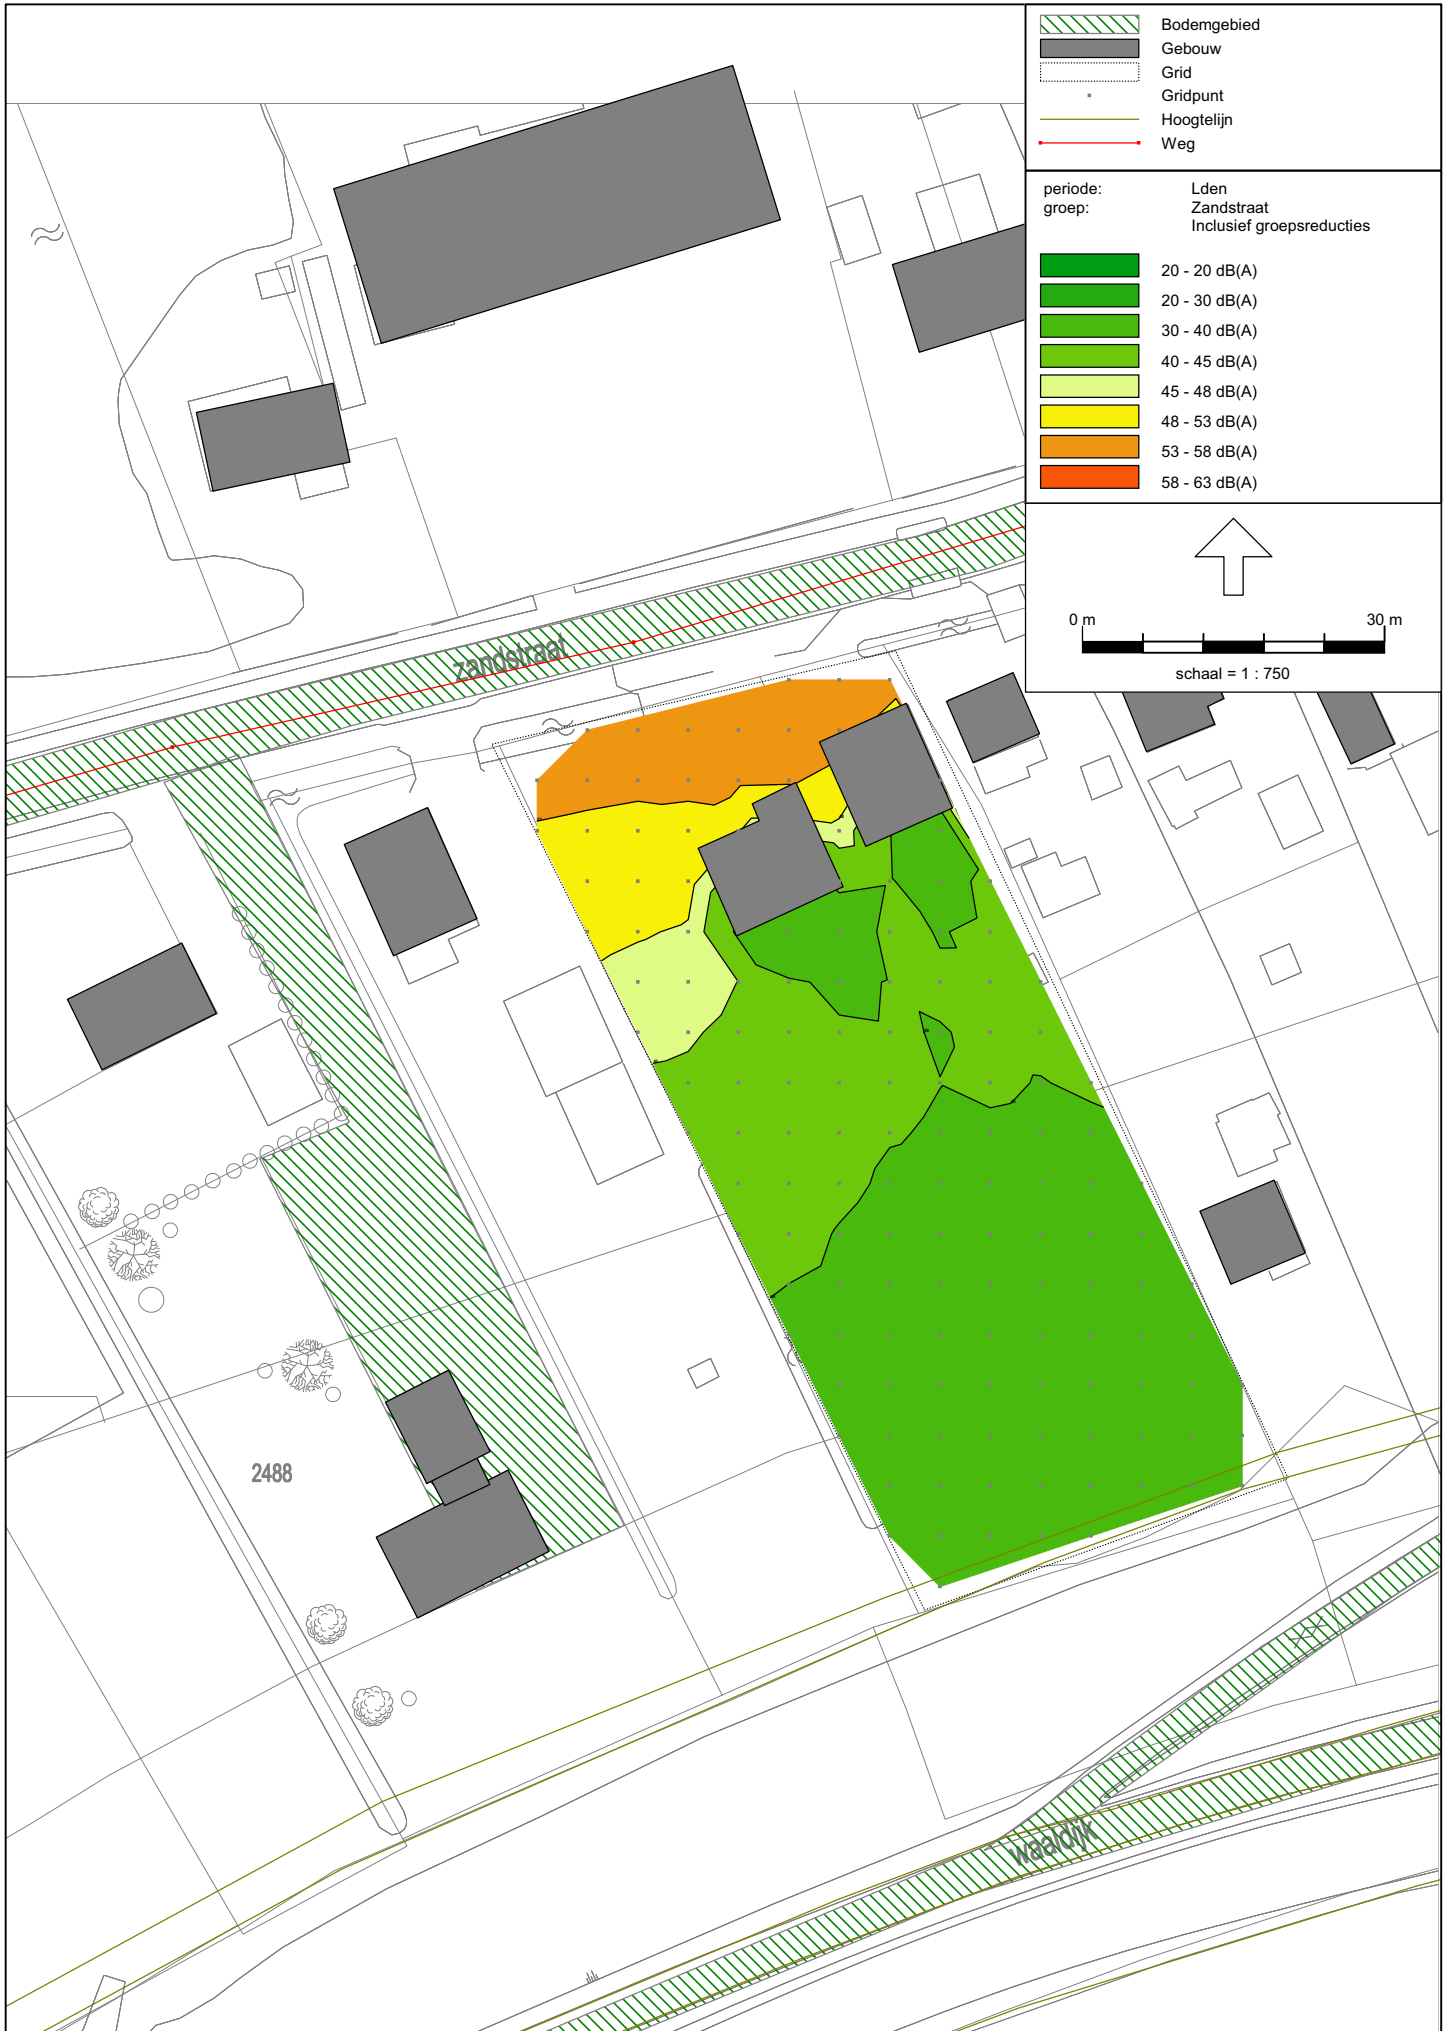 Bodemgebied
Gebouw
Grid
Gridpunt
Hoogtelijn
Weg
periode: Lden
groep: Zandstraat
Inclusief groepsreducties
20 - 20 dB(A)
20 - 30 dB(A)
30 - 40 dB(A)
40 - 45 dB(A)
45 - 48 dB(A)
48 - 53 dB(A)
53 - 58 dB(A)
58 - 63 dB(A)
0 m 30 m
schaal = 1 : 750
zandstraat
2488
waaldijk